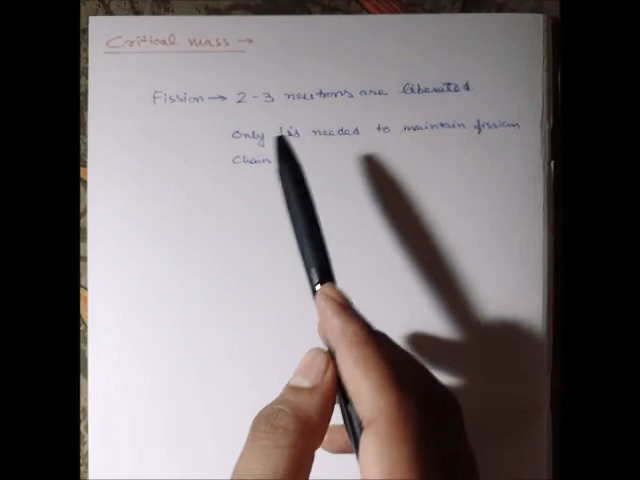 Critical mass →
Fission → 2-3 neutrons are liberated.
Only 1 is needed to maintain fission
Chain